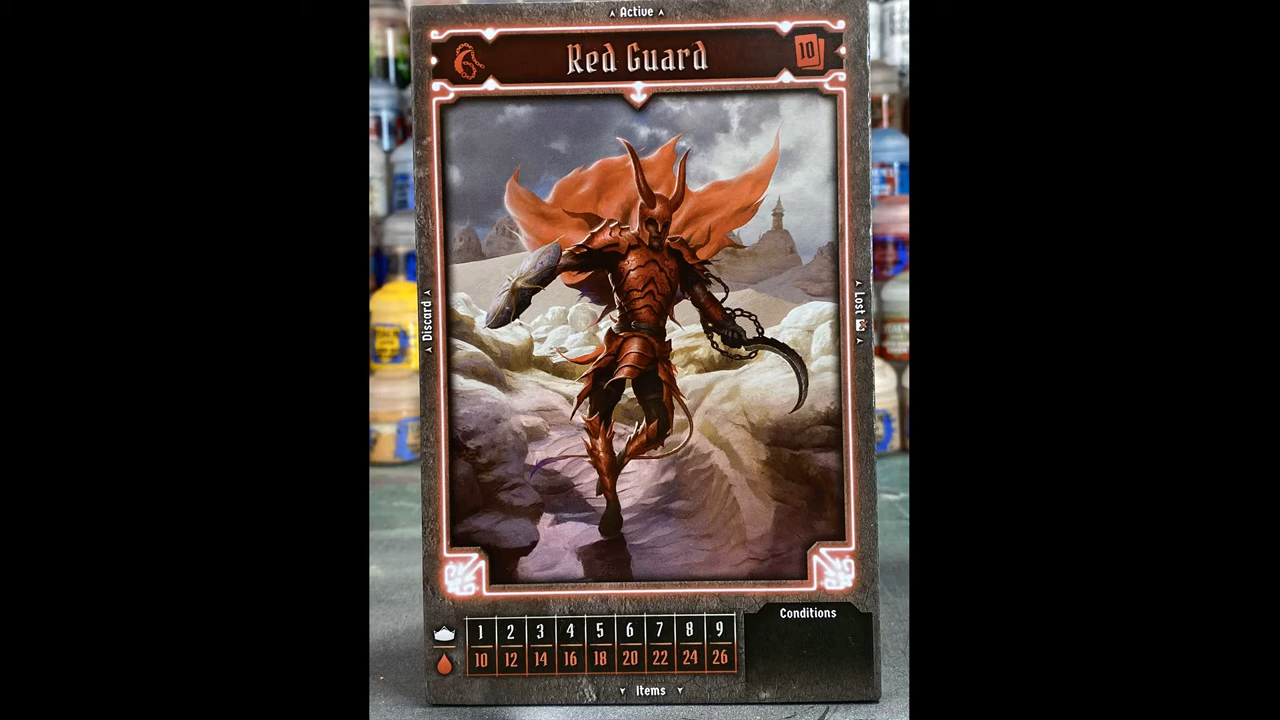 Active
Red Guard
10
Discard
Lost
Conditions
1 2 3 4 5 6 7 8 9
10 12 14 16 18 20 22 24 26
Items